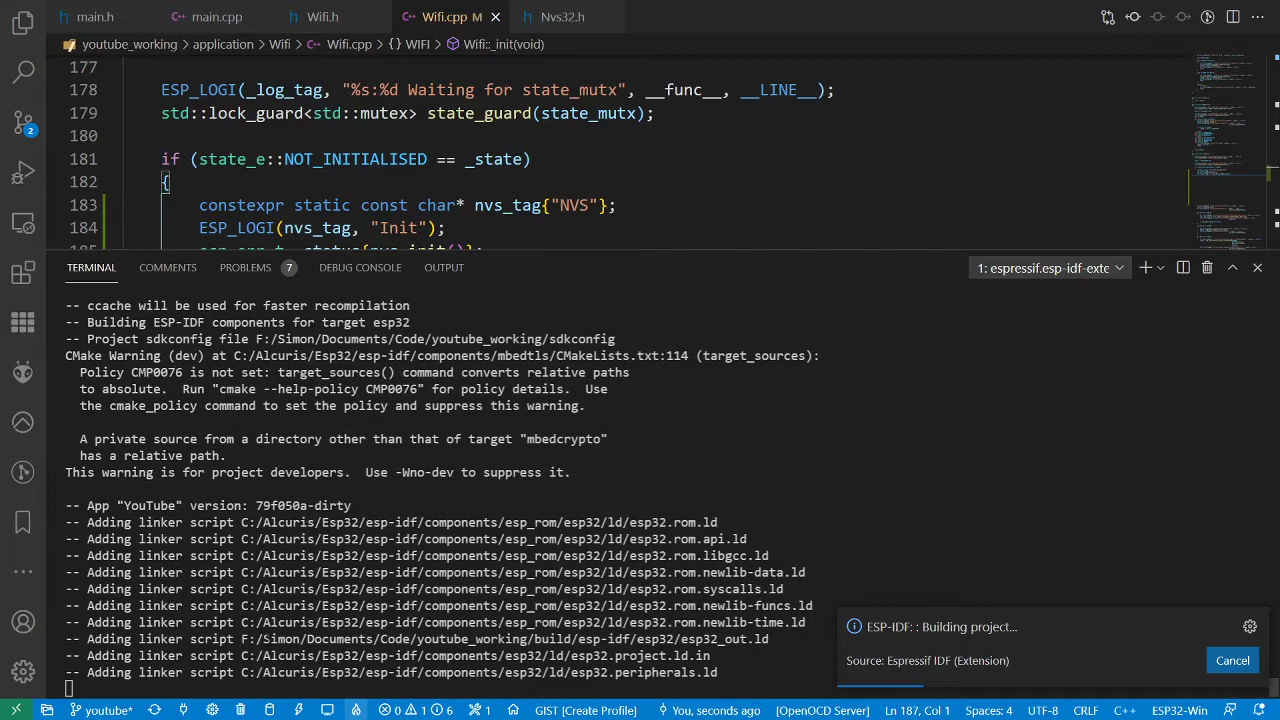 main.h main.cpp Wifi.h Wifi.cpp M Nvs32.h
youtube_working > application > Wifi > Wifi.cpp > {} WIFI > Wifi::_init(void)
177
178 ESP_LOGI(_log_tag, "%s:%d Waiting for state_mutx", __func__, __LINE__);
179 std::lock_guard<std::mutex> state_guard(state_mutx);
180
181 if (state_e::NOT_INITIALISED == _state)
182 {
183 constexpr static const char* nvs_tag{"NVS"};
184 ESP_LOGI(nvs_tag, "Init");
2
TERMINAL COMMENTS PROBLEMS 7 DEBUG CONSOLE OUTPUT 1: espressif.esp-idf-exte
-- ccache will be used for faster recompilation
-- Building ESP-IDF components for target esp32
-- Project sdkconfig file F:/Simon/Documents/Code/youtube_working/sdkconfig
CMake Warning (dev) at C:/Alcuris/Esp32/esp-idf/components/mbedtls/CMakeLists.txt:114 (target_sources):
Policy CMP0076 is not set: target_sources() command converts relative paths
to absolute. Run "cmake --help-policy CMP0076" for policy details. Use
the cmake_policy command to set the policy and suppress this warning.
A private source from a directory other than that of target "mbedcrypto"
has a relative path.
This warning is for project developers. Use -Wno-dev to suppress it.
-- App "YouTube" version: 79f050a-dirty
-- Adding linker script C:/Alcuris/Esp32/esp-idf/components/esp_rom/esp32/ld/esp32.rom.ld
-- Adding linker script C:/Alcuris/Esp32/esp-idf/components/esp_rom/esp32/ld/esp32.rom.api.ld
-- Adding linker script C:/Alcuris/Esp32/esp-idf/components/esp_rom/esp32/ld/esp32.rom.libgcc.ld
-- Adding linker script C:/Alcuris/Esp32/esp-idf/components/esp_rom/esp32/ld/esp32.rom.newlib-data.ld
-- Adding linker script C:/Alcuris/Esp32/esp-idf/components/esp_rom/esp32/ld/esp32.rom.syscalls.ld
-- Adding linker script C:/Alcuris/Esp32/esp-idf/components/esp_rom/esp32/ld/esp32.rom.newlib-funcs.ld
-- Adding linker script C:/Alcuris/Esp32/esp-idf/components/esp_rom/esp32/ld/esp32.rom.newlib-time.ld
-- Adding linker script F:/Simon/Documents/Code/youtube_working/build/esp-idf/esp32/esp32_out.ld
-- Adding linker script C:/Alcuris/Esp32/esp-idf/components/esp32/ld/esp32.project.ld.in
-- Adding linker script C:/Alcuris/Esp32/esp-idf/components/esp32/ld/esp32.peripherals.ld
ESP-IDF: : Building project...
Source: Espressif IDF (Extension)
Cancel
youtube* 0 1 6 1 GIST [Create Profile] You, seconds ago [OpenOCD Server] Ln 187, Col 1 Spaces: 4 UTF-8 CRLF C++ ESP32-Win